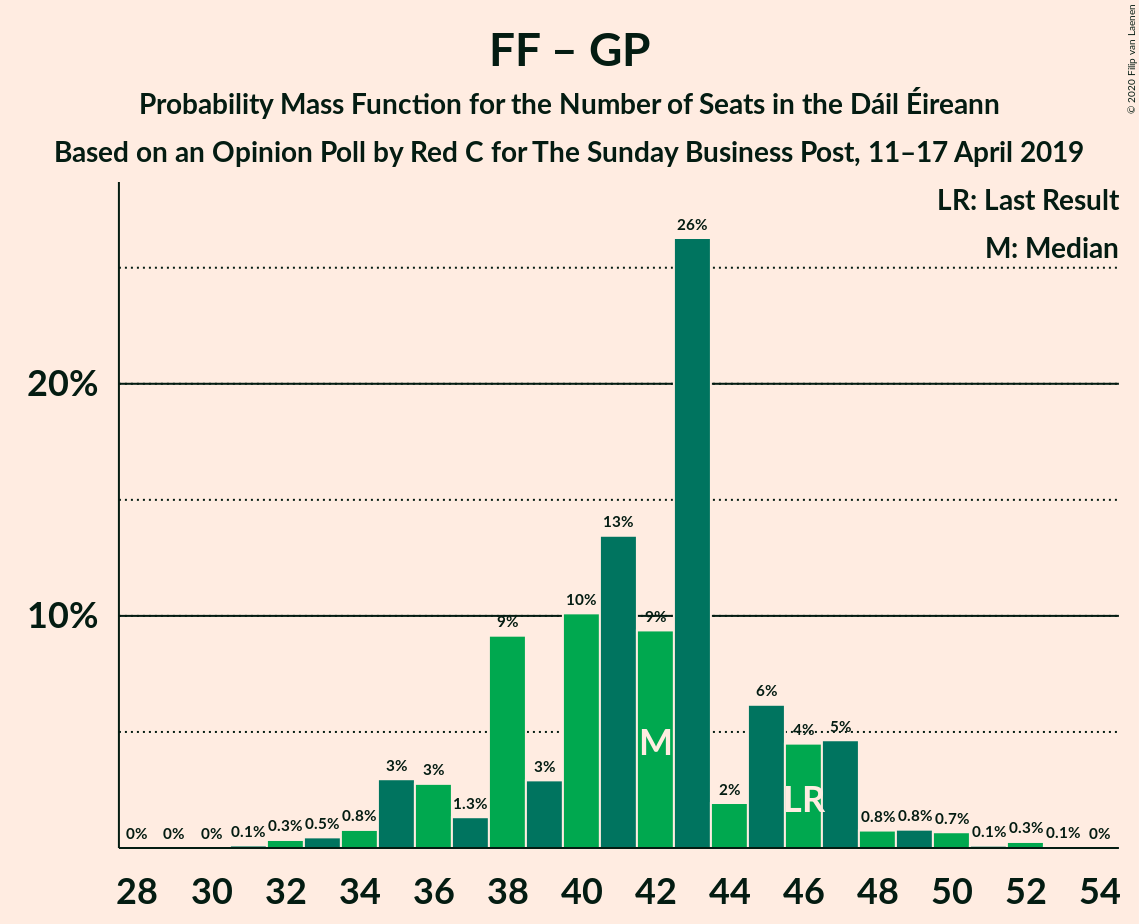 FF – GP
Probability Mass Function for the Number of Seats in the Dáil Éireann
Based on an Opinion Poll by Red C for The Sunday Business Post, 11–17 April 2019
© 2020 Filip van Laenen
LR: Last Result
M: Median
20%
10%
0% 0% 0% 0.1% 0.3% 0.5% 0.8% 3% 3% 1.3% 9% 3% 10% 13% 9% 26% 2% 6% 4% 5% 0.8% 0.8% 0.7% 0.1% 0.3% 0.1% 0%
M
LR
28 30 32 34 36 38 40 42 44 46 48 50 52 54